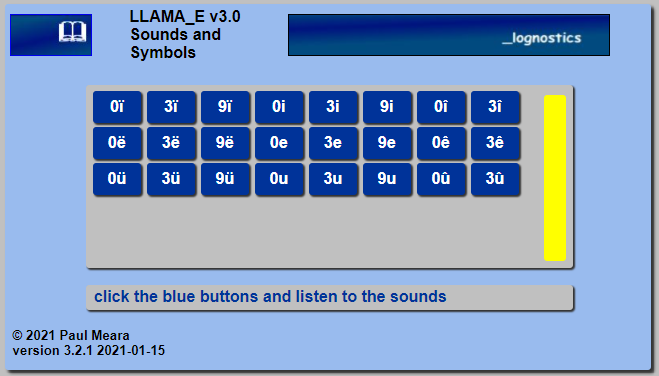 LLAMA_E v3.0
Sounds and
Symbols
_lognostics
0ï 3ï 9ï 0i 3i 9i 0î 3î
0ë 3ë 9ë 0e 3e 9e 0ê 3ê
0ü 3ü 9ü 0u 3u 9u 0û 3û
click the blue buttons and listen to the sounds
© 2021 Paul Meara
version 3.2.1 2021-01-15